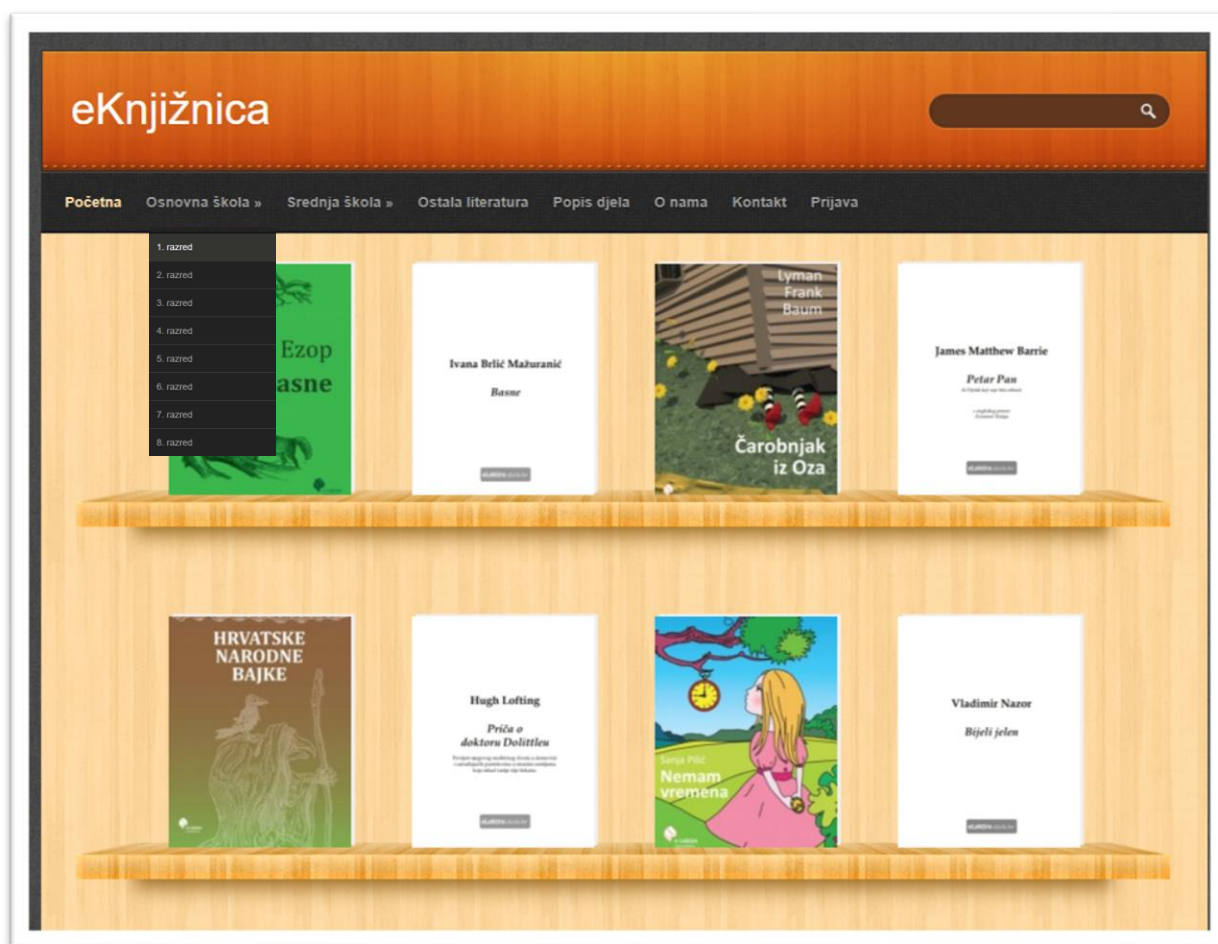 eKnjižnica
Početna Osnovna škola » Srednja škola » Ostala literatura Popis djela O nama Kontakt Prijava
1. razred
2. razred
3. razred
4. razred
5. razred
6. razred
7. razred
8. razred
Ezop
asne
Ivana Brlić Mažuranić
Basne
Lyman
Frank
Baum
Čarobnjak
iz Oza
James Matthew Barrie
Petar Pan
HRVATSKE
NARODNE
BAJKE
Hugh Lofting
Priča o
doktoru Dolittleu
Sanja Pilić
Nemam
vremena
Vladimir Nazor
Bijeli jelen